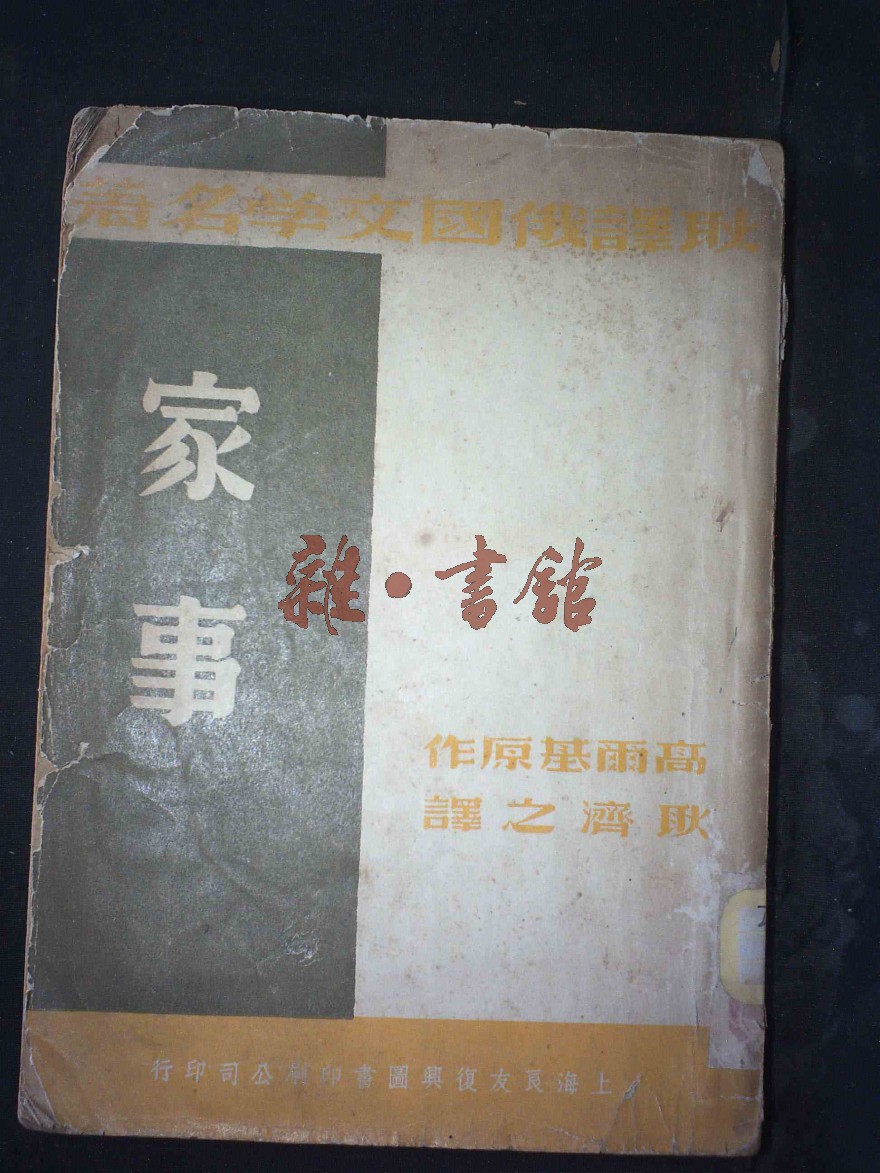 耿譯俄國文学名著
家事
雜·書館
高爾基原作
耿濟之譯
上海良友復興圖書印刷公司印行